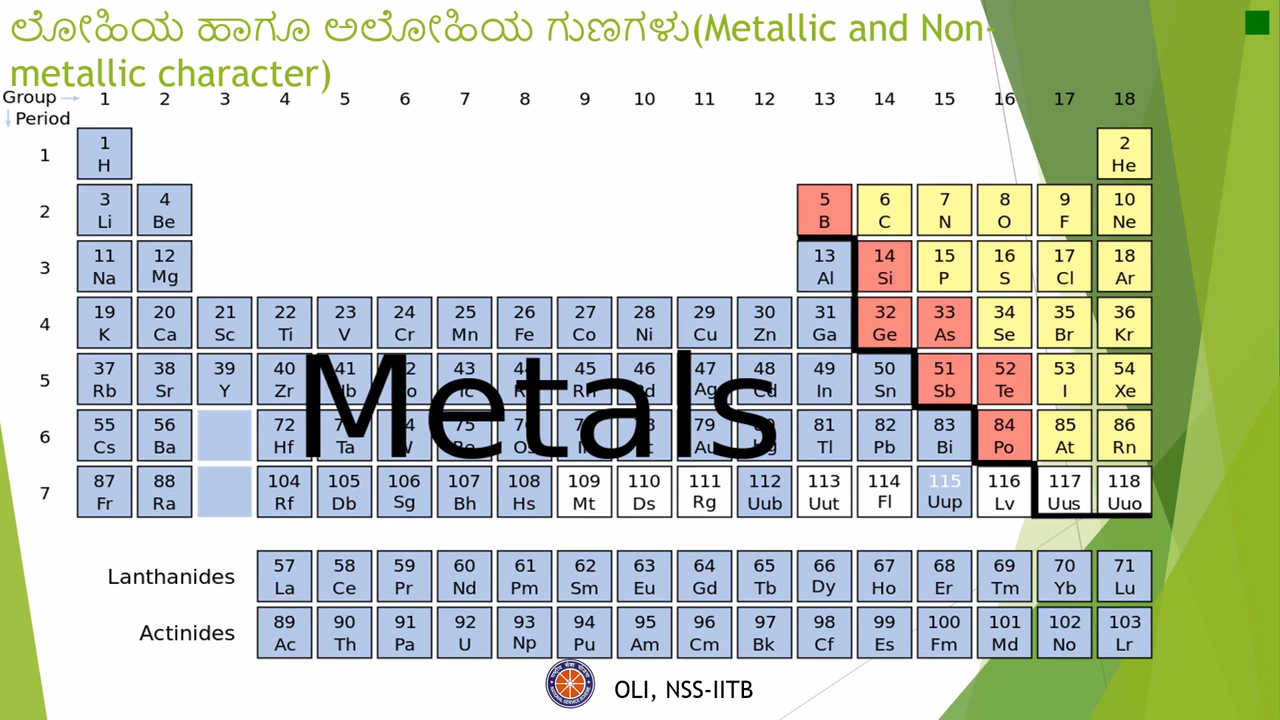 ಲೋಹಿಯ ಹಾಗೂ ಅಲೋಹಿಯ ಗುಣಗಳು(Metallic and Non-
metallic character)
Group → 1 2 3 4 5 6 7 8 9 10 11 12 13 14 15 16 17 18
↓ Period
1 1 2
H He
2 3 4 5 6 7 8 9 10
Li Be B C N O F Ne
3 11 12 13 14 15 16 17 18
Na Mg Al Si P S Cl Ar
4 19 20 21 22 23 24 25 26 27 28 29 30 31 32 33 34 35 36
K Ca Sc Ti V Cr Mn Fe Co Ni Cu Zn Ga Ge As Se Br Kr
5 37 38 39 40 41 43 45 46 47 48 49 50 51 52 53 54
Rb Sr Y Zr Ag Cd In Sn Sb Te I Xe
Metals
6 55 56 72 75 79 81 82 83 84 85 86
Cs Ba Hf Ta W Au Tl Pb Bi Po At Rn
7 87 88 104 105 106 107 108 109 110 111 112 113 114 115 116 117 118
Fr Ra Rf Db Sg Bh Hs Mt Ds Rg Uub Uut Fl Uup Lv Uus Uuo
Lanthanides 57 58 59 60 61 62 63 64 65 66 67 68 69 70 71
La Ce Pr Nd Pm Sm Eu Gd Tb Dy Ho Er Tm Yb Lu
Actinides 89 90 91 92 93 94 95 96 97 98 99 100 101 102 103
Ac Th Pa U Np Pu Am Cm Bk Cf Es Fm Md No Lr
OLI, NSS-IITB